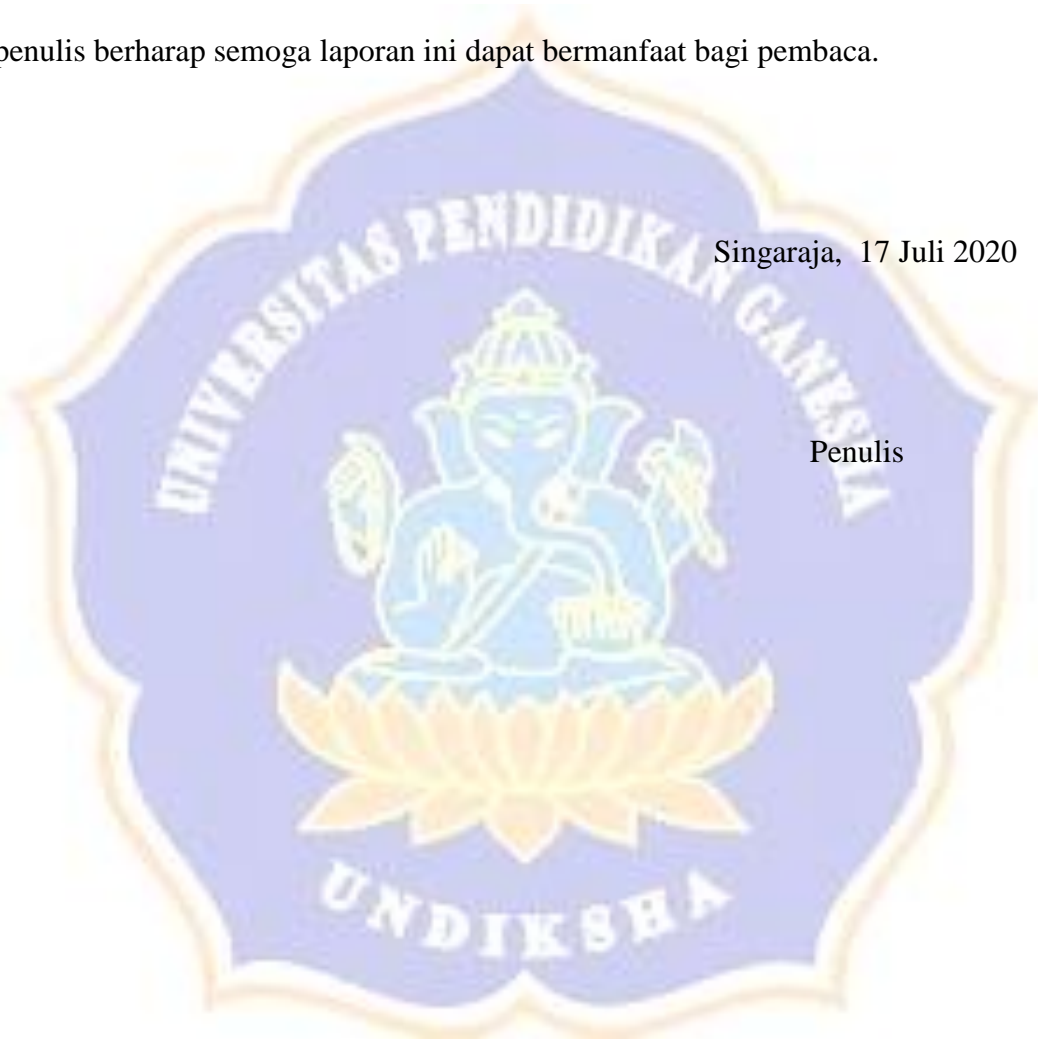 penulis berharap semoga laporan ini dapat bermanfaat bagi pembaca.
UNIVERSITAS PENDIDIKAN GANESHA
Singaraja, 17 Juli 2020
Penulis
UNDIKSHA